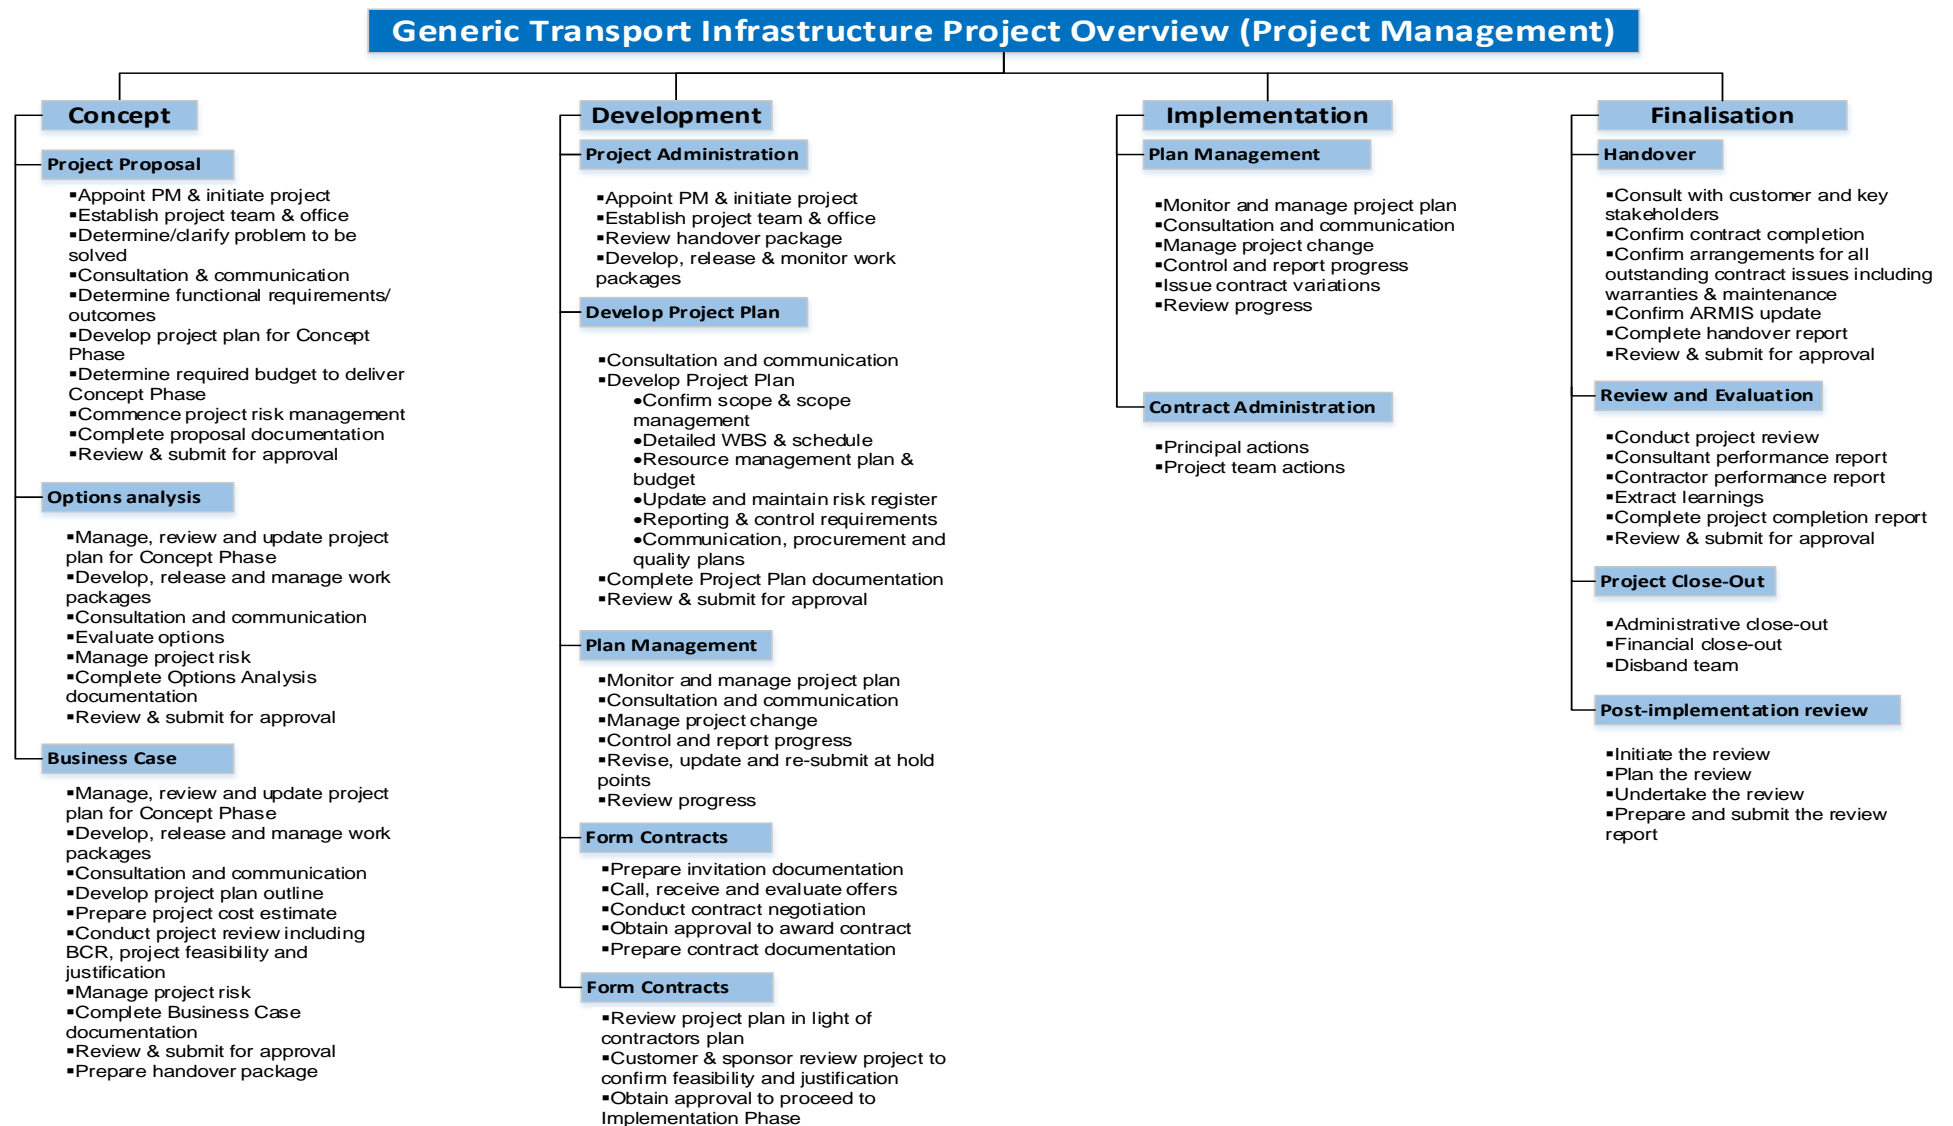 Generic Transport Infrastructure Project Overview (Project Management)
Concept
Project Proposal
▪Appoint PM & initiate project
▪Establish project team & office
▪Determine/clarify problem to be
solved
▪Consultation & communication
▪Determine functional requirements/
outcomes
▪Develop project plan for Concept
Phase
▪Determine required budget to deliver
Concept Phase
▪Commence project risk management
▪Complete proposal documentation
▪Review & submit for approval
Options analysis
▪Manage, review and update project
plan for Concept Phase
▪Develop, release and manage work
packages
▪Consultation and communication
▪Evaluate options
▪Manage project risk
▪Complete Options Analysis
documentation
▪Review & submit for approval
Business Case
▪Manage, review and update project
plan for Concept Phase
▪Develop, release and manage work
packages
▪Consultation and communication
▪Develop project plan outline
▪Prepare project cost estimate
▪Conduct project review including
BCR, project feasibility and
justification
▪Manage project risk
▪Complete Business Case
documentation
▪Review & submit for approval
▪Prepare handover package
Development
Project Administration
▪Appoint PM & initiate project
▪Establish project team & office
▪Review handover package
▪Develop, release & monitor work
packages
Develop Project Plan
▪Consultation and communication
▪Develop Project Plan
•Confirm scope & scope
management
•Detailed WBS & schedule
•Resource management plan &
budget
•Update and maintain risk register
•Reporting & control requirements
•Communication, procurement and
quality plans
▪Complete Project Plan documentation
▪Review & submit for approval
Plan Management
▪Monitor and manage project plan
▪Consultation and communication
▪Manage project change
▪Control and report progress
▪Revise, update and re-submit at hold
points
▪Review progress
Form Contracts
▪Prepare invitation documentation
▪Call, receive and evaluate offers
▪Conduct contract negotiation
▪Obtain approval to award contract
▪Prepare contract documentation
Form Contracts
▪Review project plan in light of
contractors plan
▪Customer & sponsor review project to
confirm feasibility and justification
▪Obtain approval to proceed to
Implementation Phase
Implementation
Plan Management
▪Monitor and manage project plan
▪Consultation and communication
▪Manage project change
▪Control and report progress
▪Issue contract variations
▪Review progress
Contract Administration
▪Principal actions
▪Project team actions
Finalisation
Handover
▪Consult with customer and key
stakeholders
▪Confirm contract completion
▪Confirm arrangements for all
outstanding contract issues including
warranties & maintenance
▪Confirm ARMIS update
▪Complete handover report
▪Review & submit for approval
Review and Evaluation
▪Conduct project review
▪Consultant performance report
▪Contractor performance report
▪Extract learnings
▪Complete project completion report
▪Review & submit for approval
Project Close-Out
▪Administrative close-out
▪Financial close-out
▪Disband team
Post-implementation review
▪Initiate the review
▪Plan the review
▪Undertake the review
▪Prepare and submit the review
report